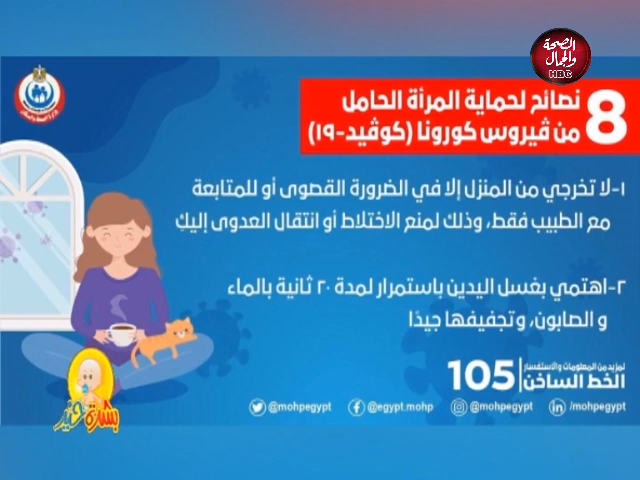 الصحة
والجمال
HBC
8 نصائح لحماية المرأة الحامل
من ڤيروس كورونا (كوڤيد-١٩)
١-لا تخرجي من المنزل إلا في الضرورة القصوى أو للمتابعة
مع الطبيب فقط، وذلك لمنع الاختلاط أو انتقال العدوى إليكِ
٢-اهتمي بغسل اليدين باستمرار لمدة ٢٠ ثانية بالماء
و الصابون، وتجفيفها جيدًا
لمزيد من المعلومات والاستفسار
الخط الساخن 105
@mohpegypt @egypt.mohp @mohpegypt /mohpegypt
بشرة خير